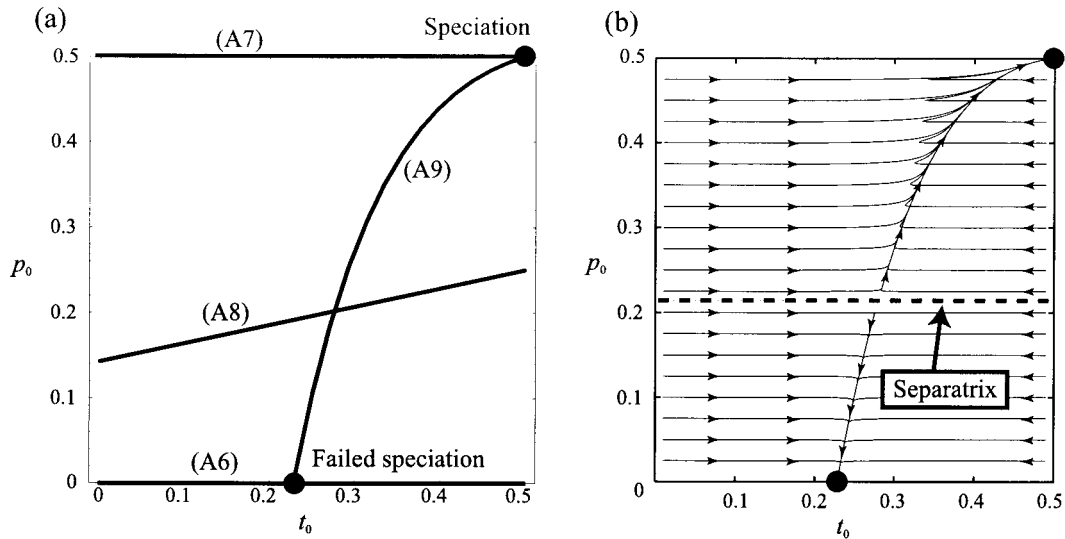 (a)
Speciation
(A7)
0.5
0.4
(A9)
0.3
p₀
(A8)
0.2
0.1
(A6)
Failed speciation
0
0 0.1 0.2 0.3 0.4 0.5
t₀
(b)
0.5
0.4
0.3
p₀
0.2
Separatrix
0.1
0
0.1 0.2 0.3 0.4 0.5
t₀